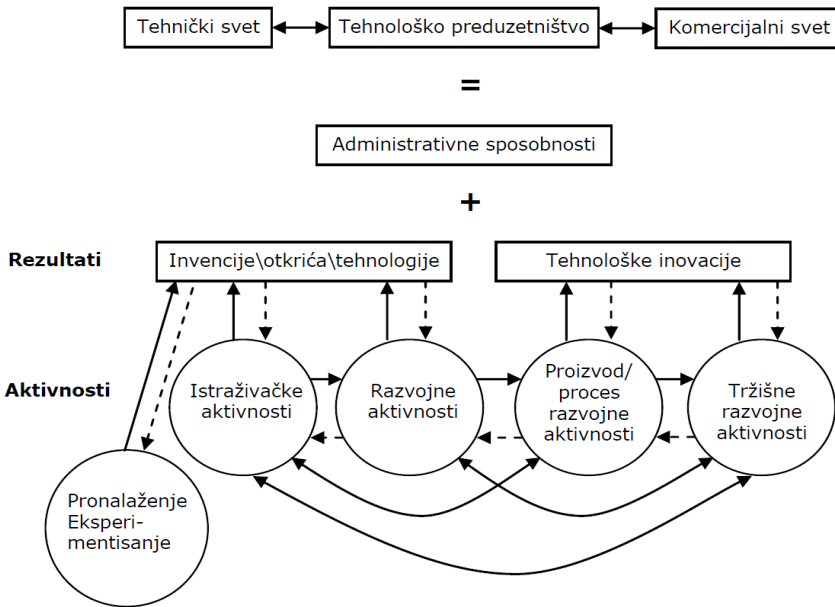 Tehnički svet
Tehnološko preduzetništvo
Komercijalni svet
=
Administrativne sposobnosti
+
Rezultati
Invencije\otkrića\tehnologije
Tehnološke inovacije
Aktivnosti
Istraživačke
aktivnosti
Razvojne
aktivnosti
Proizvod/
proces
razvojne
aktivnosti
Tržišne
razvojne
aktivnosti
Pronalaženje
Eksperi-
mentisanje